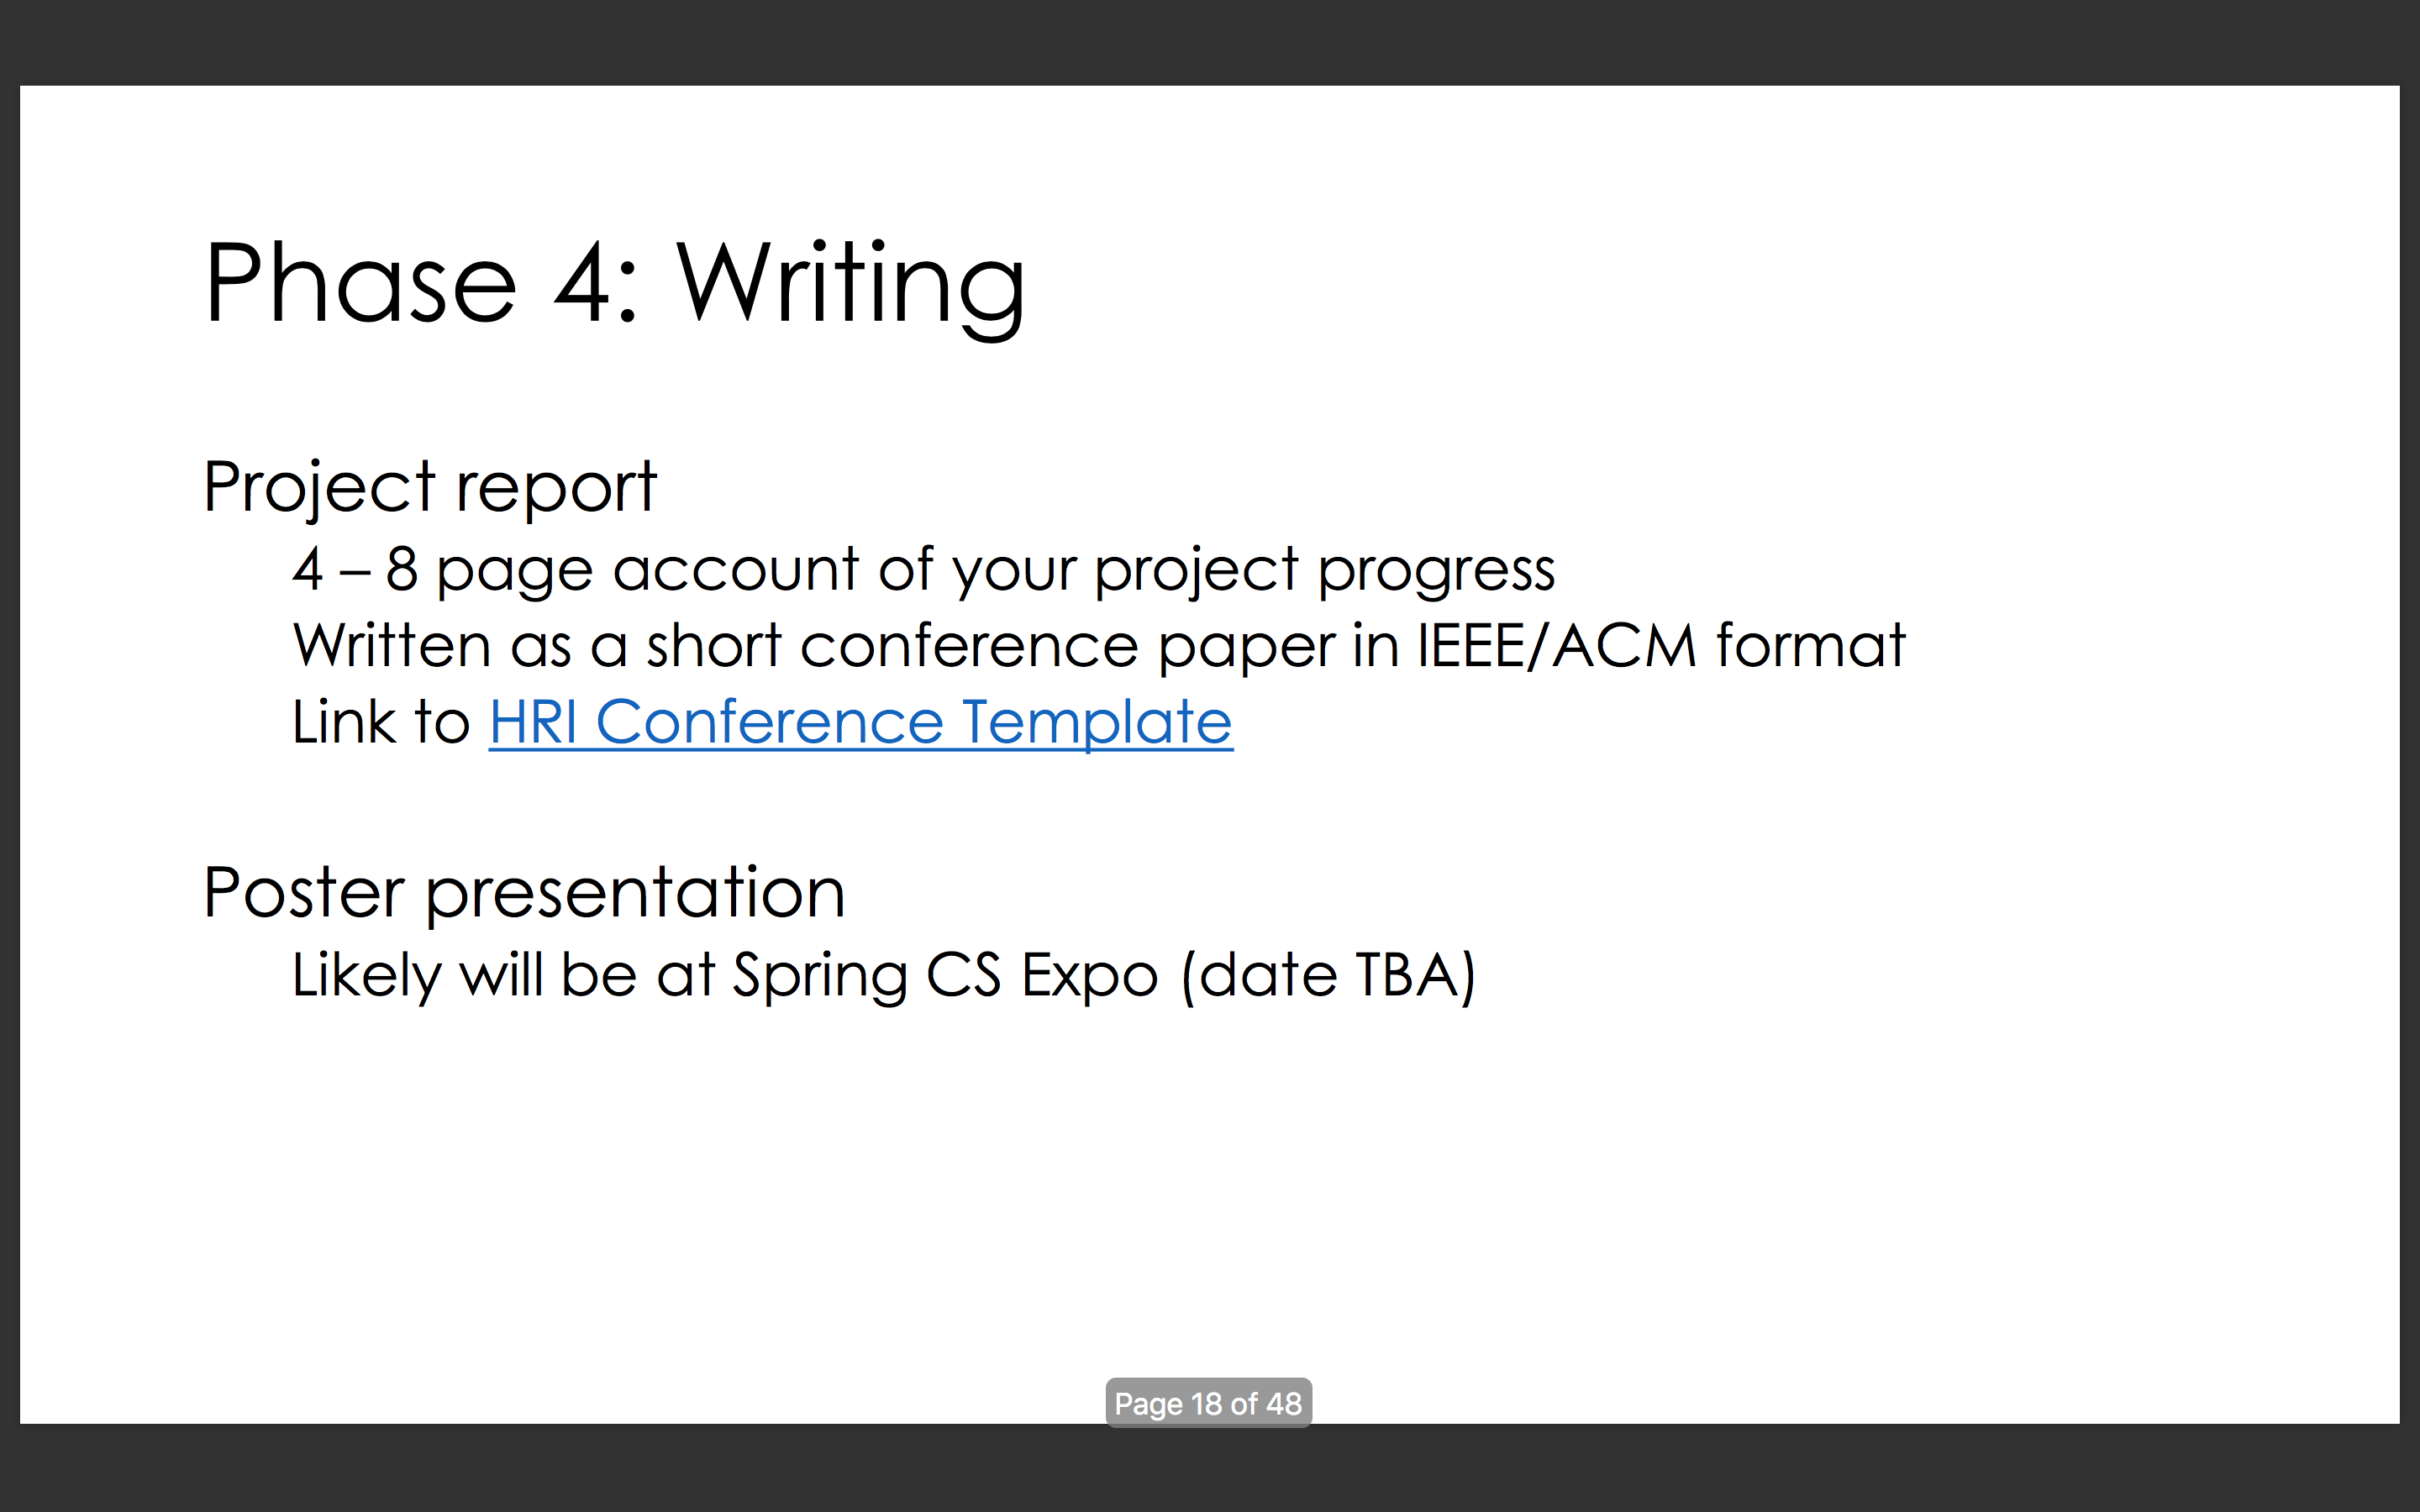 Phase 4: Writing
Project report
4 – 8 page account of your project progress
Written as a short conference paper in IEEE/ACM format
Link to HRI Conference Template
Poster presentation
Likely will be at Spring CS Expo (date TBA)
Page 18 of 48